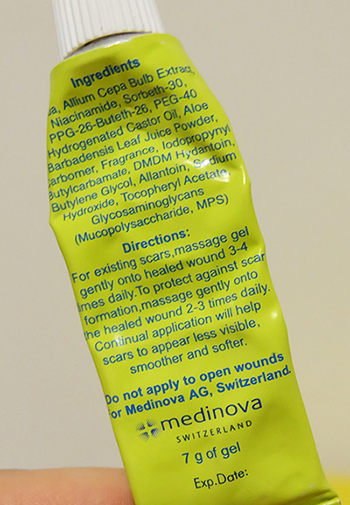 Ingredients
Allium Cepa Bulb Extract,
Niacinamide, Sorbeth-30,
PPG-26-Buteth-26, PEG-40
Hydrogenated Castor Oil, Aloe
Barbadensis Leaf Juice Powder,
arbomer, Fragrance, Iodopropynyl
Butylcarbamate, DMDM Hydantoin,
Butylene Glycol, Allantoin, Sodium
Hydroxide, Tocopheryl Acetate,
Glycosaminoglycans
(Mucopolysaccharide, MPS)
Directions:
For existing scars,massage gel
gently onto healed wound 3-4
times daily.To protect against scar
formation,massage gently onto
the healed wound 2-3 times daily.
Continual application will help
scars to appear less visible,
smoother and softer.
Do not apply to open wounds
for Medinova AG, Switzerland.
medinova
SWITZERLAND
7 g of gel
Exp.Date: